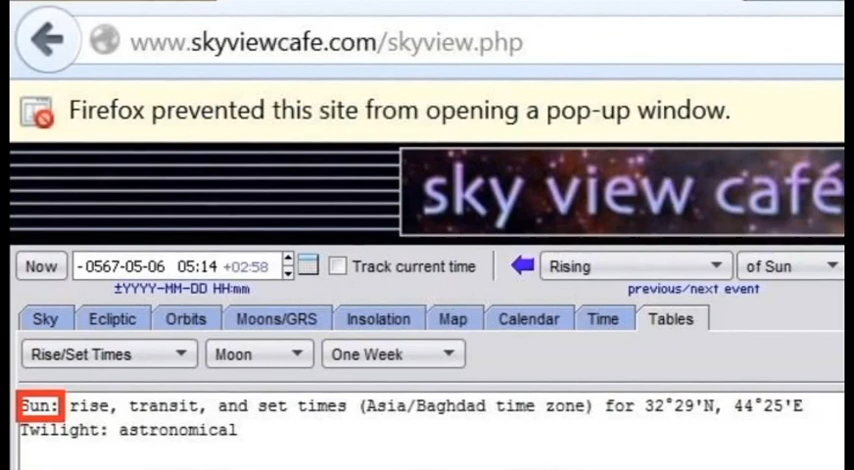 www.skyviewcafe.com/skyview.php
Firefox prevented this site from opening a pop-up window.
sky view café
Now -0567-05-06 05:14 +02:58 Track current time Rising of Sun
±YYYY-MM-DD HH:mm previous/next event
Sky Ecliptic Orbits Moons/GRS Insolation Map Calendar Time Tables
Rise/Set Times Moon One Week
Sun: rise, transit, and set times (Asia/Baghdad time zone) for 32°29'N, 44°25'E
Twilight: astronomical